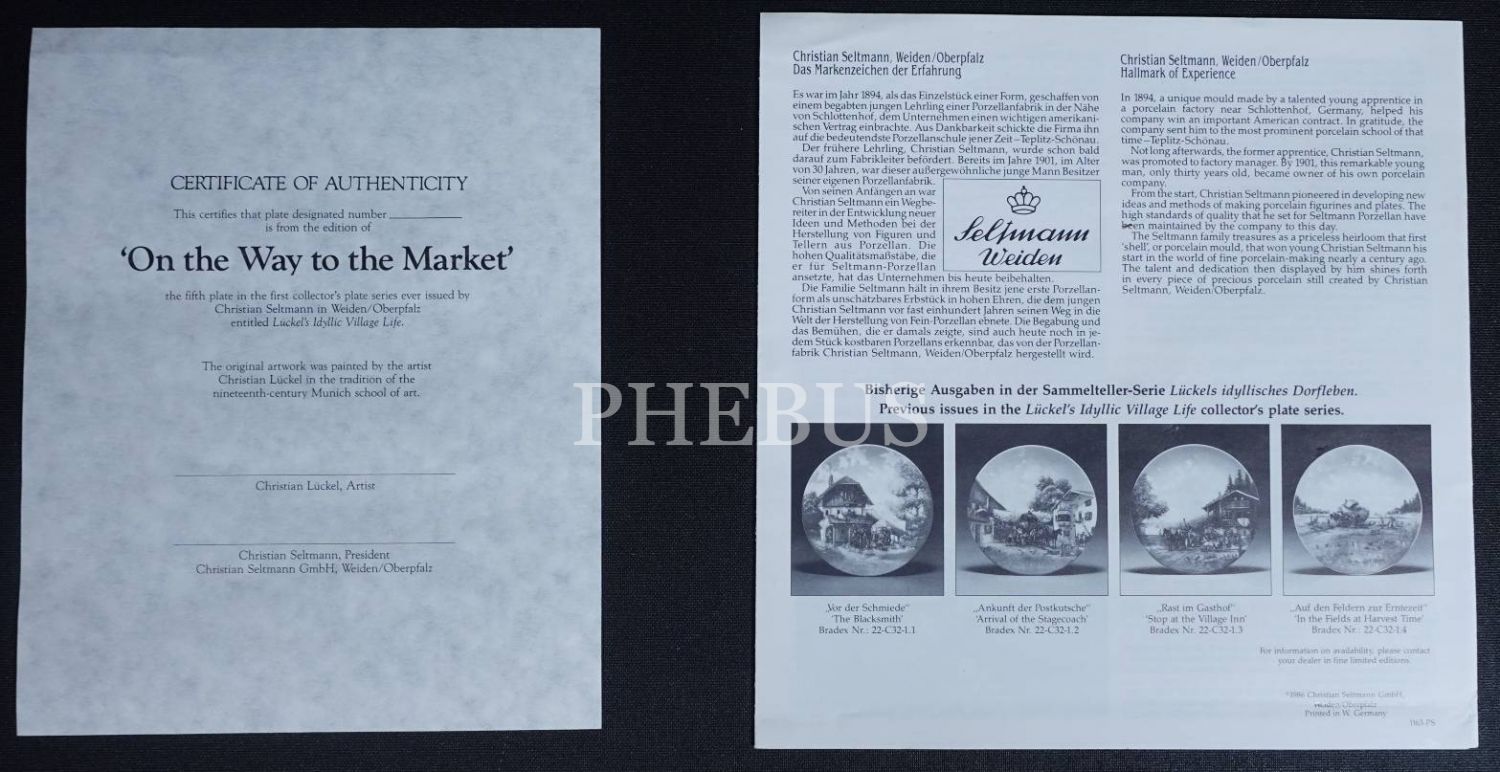 CERTIFICATE OF AUTHENTICITY
This certifies that plate designated number
is from the edition of
'On the Way to the Market'
the fifth plate in the first collector's plate series ever issued by
Christian Seltmann in Weiden/Oberpfalz
entitled Lückel's Idyllic Village Life.
The original artwork was painted by the artist
Christian Lückel in the tradition of the
nineteenth-century Munich school of art.
Christian Lückel, Artist
Christian Seltmann, President
Christian Seltmann GmbH, Weiden/Oberpfalz
Christian Seltmann, Weiden/Oberpfalz
Das Markenzeichen der Erfahrung
Es war im Jahr 1894, als das Einzelstück einer Form, geschaffen von
einem begabten jungen Lehrling einer Porzellanfabrik in der Nähe
von Schlottenhof, dem Unternehmen einen wichtigen amerikani-
schen Vertrag einbrachte. Aus Dankbarkeit schickte die Firma ihn
auf die bedeutendste Porzellanschule jener Zeit – Teplitz-Schönau.
Der frühere Lehrling, Christian Seltmann, wurde schon bald
darauf zum Fabrikleiter befördert. Bereits im Jahre 1901, im Alter
von 30 Jahren, war dieser außergewöhnliche junge Mann Besitzer
seiner eigenen Porzellanfabrik.
Von seinen Anfängen an war
Christian Seltmann ein Wegbe-
reiter in der Entwicklung neuer
Ideen und Methoden bei der
Herstellung von Figuren und
Tellern aus Porzellan. Die
hohen Qualitätsmaßstäbe, die
er für Seltmann-Porzellan
ansetzte, hat das Unternehmen bis heute beibehalten.
Die Familie Seltmann hält in ihrem Besitz jene erste Porzellan-
form als unschätzbares Erbstück in hohen Ehren, die dem jungen
Christian Seltmann vor fast einhundert Jahren seinen Weg in die
Welt der Herstellung von Fein-Porzellan ebnete. Die Begabung und
das Bemühen, die er damals zeigte, sind auch heute noch in je-
dem Stück kostbaren Porzellans erkennbar, das von der Porzellan-
fabrik Christian Seltmann, Weiden/Oberpfalz hergestellt wird.
Seltmann
Weiden
Christian Seltmann, Weiden/Oberpfalz
Hallmark of Experience
In 1894, a unique mould made by a talented young apprentice in
a porcelain factory near Schlottenhof, Germany, helped his
company win an important American contract. In gratitude, the
company sent him to the most prominent porcelain school of that
time – Teplitz-Schönau.
Not long afterwards, the former apprentice, Christian Seltmann,
was promoted to factory manager. By 1901, this remarkable young
man, only thirty years old, became owner of his own porcelain
company.
From the start, Christian Seltmann pioneered in developing new
ideas and methods of making porcelain figurines and plates. The
high standards of quality that he set for Seltmann Porzellan have
been maintained by the company to this day.
The Seltmann family treasures as a priceless heirloom that first
'shell', or porcelain mould, that won young Christian Seltmann his
start in the world of fine porcelain-making nearly a century ago.
The talent and dedication then displayed by him shines forth
in every piece of precious porcelain still created by Christian
Seltmann, Weiden/Oberpfalz.
Bisherige Ausgaben in der Sammelteller-Serie Lückels idyllisches Dorfleben.
Previous issues in the Lückel's Idyllic Village Life collector's plate series.
PHEBUS
„Vor der Schmiede"
'The Blacksmith'
Bradex Nr.: 22-C32-1.1
„Ankunft der Postkutsche"
'Arrival of the Stagecoach'
Bradex Nr. 22-C32-1.2
„Rast im Gasthof"
'Stop at the Village Inn'
Bradex Nr. 22-C32-1.3
„Auf den Feldern zur Erntezeit"
'In the Fields at Harvest Time'
Bradex Nr.: 22-C32-1.4
For information on availability, please contact
your dealer in fine limited editions.
©1986 Christian Seltmann GmbH,
Weiden/Oberpfalz
Printed in W. Germany
1163-PS